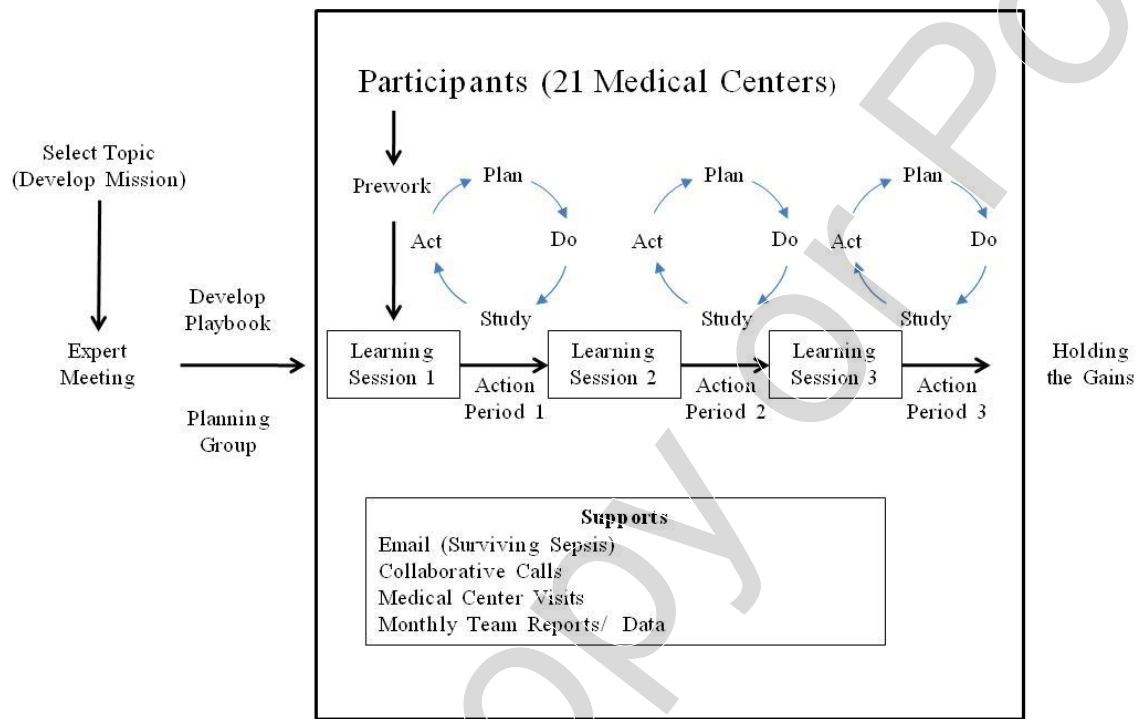 Participants (21 Medical Centers)
Select Topic
(Develop Mission)
Prework
Plan
Do
Study
Act
Plan
Do
Study
Act
Plan
Do
Study
Act
Develop
Playbook
Expert
Meeting
Planning
Group
Learning
Session 1
Action
Period 1
Learning
Session 2
Action
Period 2
Learning
Session 3
Action
Period 3
Holding
the Gains
Supports
Email (Surviving Sepsis)
Collaborative Calls
Medical Center Visits
Monthly Team Reports/ Data
opy or Po